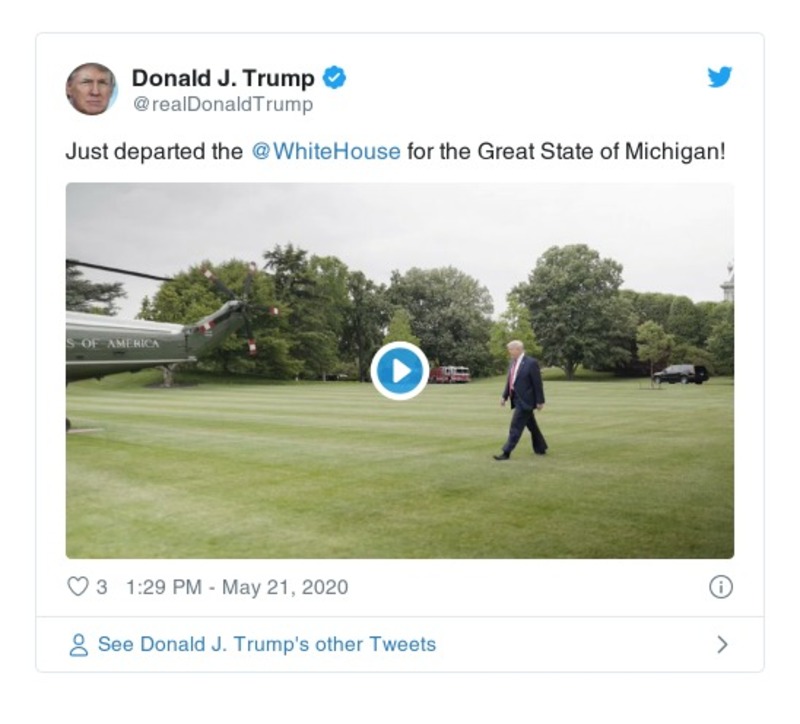 Donald J. Trump
@realDonaldTrump
Just departed the @WhiteHouse for the Great State of Michigan!
S OF AMERICA
3 1:29 PM - May 21, 2020
See Donald J. Trump's other Tweets